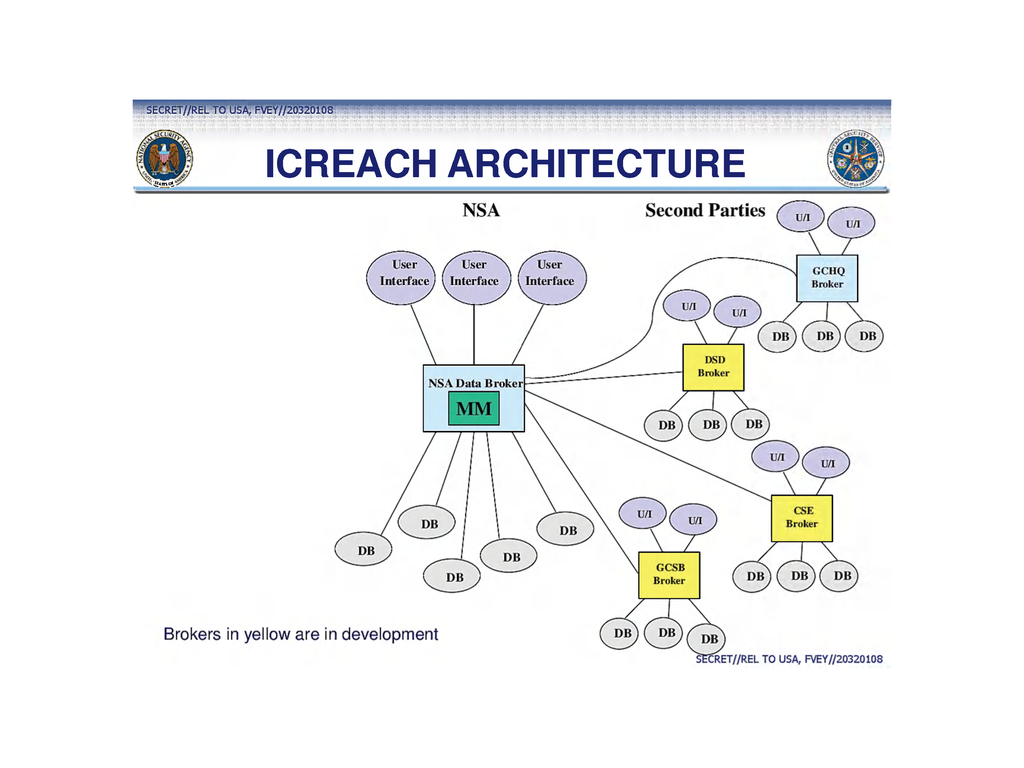 SECRET//REL TO USA, FVEY//20320108
ICREACH ARCHITECTURE
NSA
Second Parties
U/I
U/I
User
Interface
User
Interface
User
Interface
GCHQ
Broker
U/I
U/I
DB
DB
DB
DSD
Broker
NSA Data Broker
MM
DB
DB
DB
U/I
U/I
U/I
U/I
CSE
Broker
DB
DB
DB
DB
DB
GCSB
Broker
DB
DB
DB
DB
DB
DB
Brokers in yellow are in development
SECRET//REL TO USA, FVEY//20320108